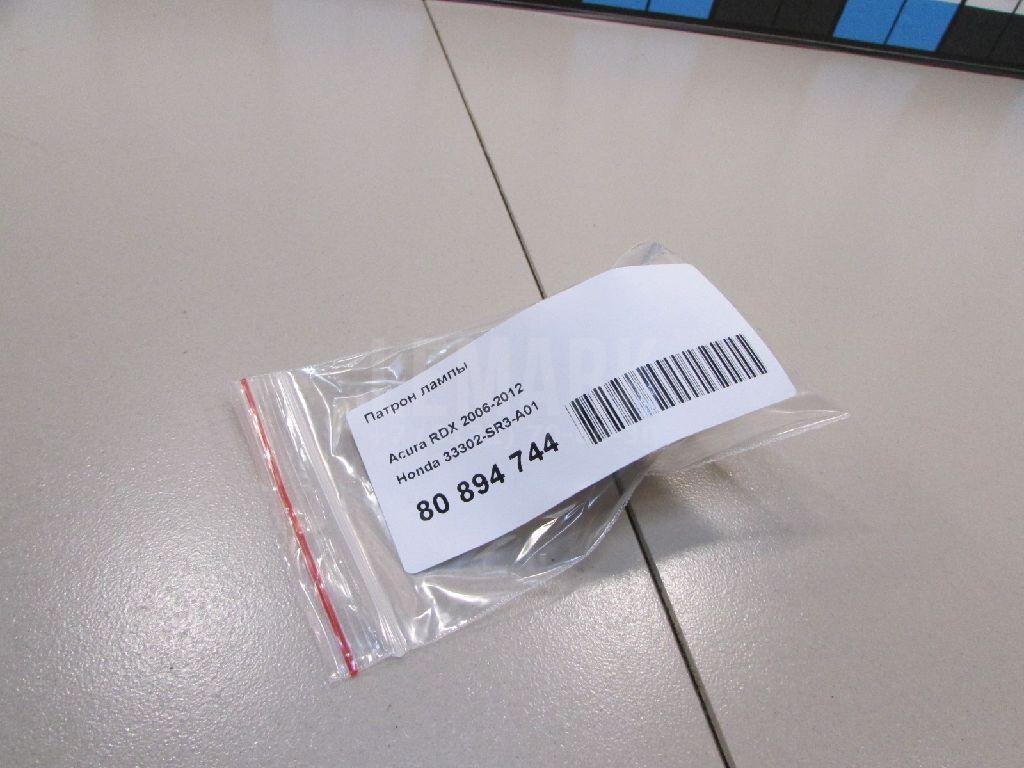 Патрон лампы
Acura RDX 2006-2012
Honda 33302-SR3-A01
80 894 744